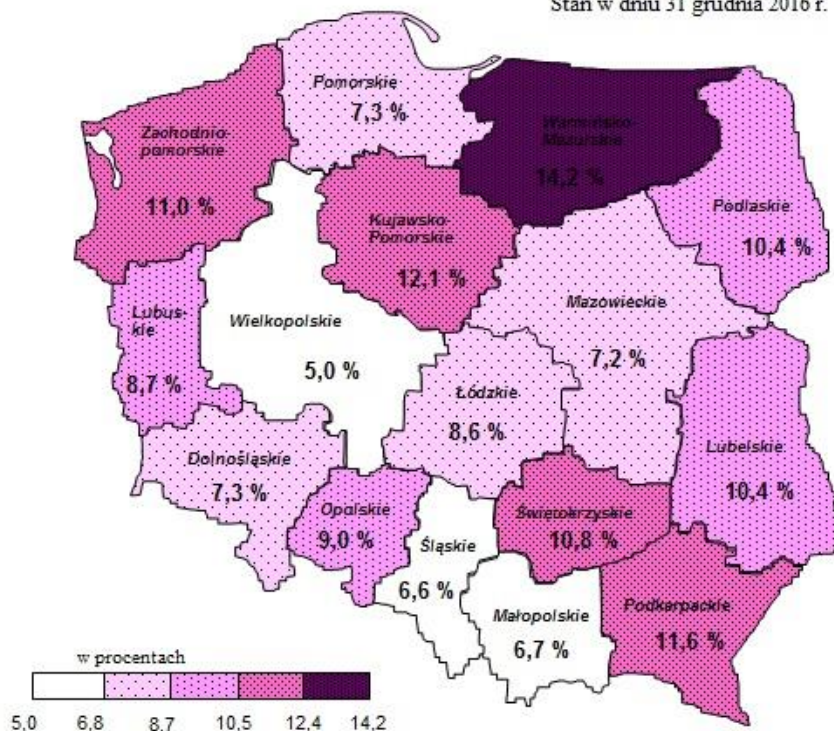 Stan w dniu 31 grudnia 2016 r.
Pomorskie
7,3 %
Warmińsko-
Mazurskie
14,2 %
Zachodnio-
pomorskie
11,0 %
Podlaskie
10,4 %
Kujawsko-
Pomorskie
12,1 %
Mazowieckie
7,2 %
Lubus-
kie
8,7 %
Wielkopolskie
5,0 %
Łódzkie
8,6 %
Lubelskie
10,4 %
Dolnośląskie
7,3 %
Opolskie
9,0 %
Śląskie
6,6 %
Świętokrzyskie
10,8 %
Małopolskie
6,7 %
Podkarpackie
11,6 %
w procentach
5,0 6,8 8,7 10,5 12,4 14,2